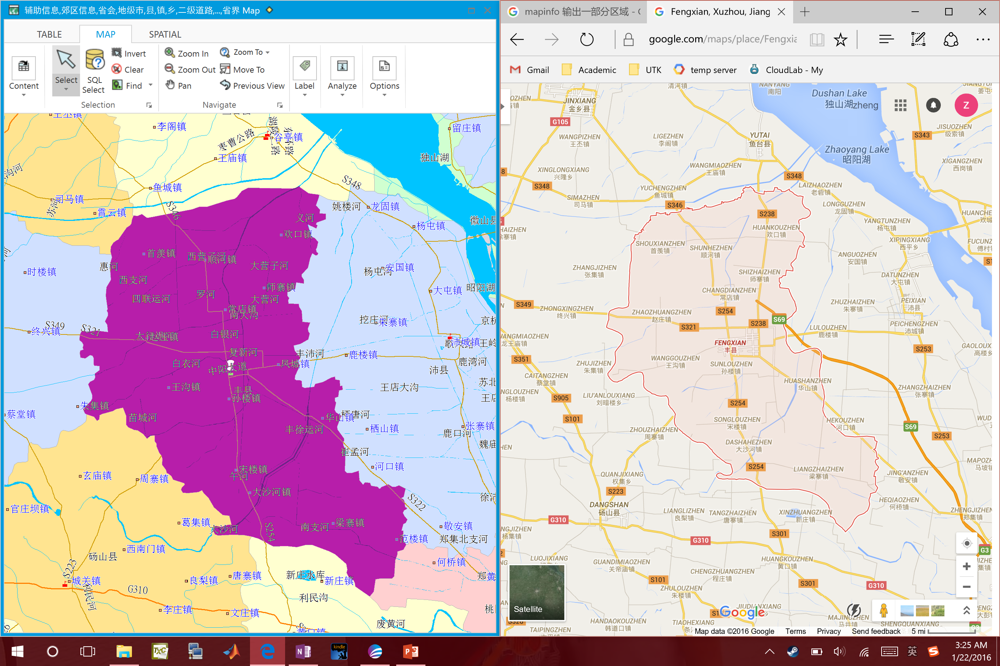 辅助信息,郊区信息,省会,地级市,县,镇,乡,二级道路,...,省界 Map
TABLE MAP SPATIAL
Content
Select
SQL Select
Invert
Clear
Find
Selection
Zoom In
Zoom Out
Pan
Zoom To
Move To
Previous View
Navigate
Label
Analyze
Options
李阁镇
枣曹公路
谷亭镇
留庄镇
王庙镇
独山湖
鱼城镇
S348
司马镇
苏河
霄云镇
S346
姚楼河
龙固镇
义河
杨屯镇
微山县
欢口镇
首羡镇
顺河镇
大营子河
惠河
时楼镇
杨屯河
安国镇
西支河
师寨镇
大屯镇
昭阳湖
四联运河
罗河
大营河
常店镇
南大沟
挖庄河
朱寨镇
S349
终兴镇
S321
赵庄镇
白银河
沛城镇
复新河
丰沛河
鹿楼镇
白衣河
中阳大道
凤城镇
鹿湾河
沛县
王沟镇
丰县
孙楼镇
王店大沟
朱集镇
蔡堂镇
苗城河
华山镇
栖山镇
张寨镇
丰徐运河
鹿口河
崔孟河
河口镇
玄庙镇
周寨镇
宋楼镇
午河
大沙河镇
S322
官庄坝镇
葛集镇
大沙河
S254
南支河
梁寨镇
敬安镇
范楼镇
郑集北支河
西南门镇
砀山县
何桥镇
S223
城关镇
唐寨镇
良梨镇
新庄水库
新庄镇
G310
利民河
利民沟
李庄镇
文庄镇
废黄河
mapinfo 输出一部分区域 -
Fengxian, Xuzhou, Jiang
google.com/maps/place/Fengxia
Gmail Academic UTK temp server CloudLab - My
NANYANG
南阳
清河镇
Dushan Lake
独山湖
zheng
Z
JINXIANG
金乡县
G105
JISUOZHEN
级索镇
S343
WANGPIZHEN
王丕镇
LIGEZHEN
李阁镇
YUTAI
鱼台县
Zhaoyang Lake
昭阳湖
XIGANGZHEN
西岗镇
XINGLONGXIANG
兴隆乡
WANGMIAOZHEN
王庙镇
S348
S348
LAIZHAOZHEN
老砦镇
YUCHENGZHEN
鱼城镇
SIMAZHEN
司马镇
S346
LONGGUZHEN
龙固镇
S238
YANGTUNZHEN
杨屯镇
HUANKOUZHEN
欢口镇
XIPINGXIANG
西平乡
SHOUXIANZHEN
首羡镇
SHUNHEZHEN
顺河镇
ANGUOZHEN
安国镇
ZHANGJIZHEN
张集镇
SHIZHAIZHEN
师寨镇
DATUNZHEN
大屯镇
CHANGDIANZHEN
常店镇
S349
ZHONGXINGZHEN
终兴镇
ZHAOZHUANGZHEN
赵庄镇
S254
ZHUZHAIZHEN
朱寨镇
PEIXIAN
沛县
S69
S238
S321
PEICHENGZHEN
沛城镇
LULOUZHEN
鹿楼镇
FENGXIAN
丰县
S253
S351
WANGGOUZHEN
王沟镇
SUNLOUZHEN
孙楼镇
ZHUJIZHEN
朱集镇
CAITANGZHEN
蔡堂镇
HUASHANZHEN
华山镇
ZHANGZHAIZHEN
张寨镇
LIU'ANLOUXIANG
刘暗楼乡
S905
S254
S101
SONGLOUZHEN
宋楼镇
HEKOUZHEN
河口镇
S69
S253
ZHOUZHAIZHEN
周寨镇
DASHAHEZHEN
大沙河镇
S254
LIANGZHAIZHEN
梁寨镇
QUANJIXIANG
权集乡
JING'ANZHEN
敬安镇
S223
DANGSHAN
砀山县
HEQIAOZHEN
何桥镇
LIANGLIZHEN
良梨镇
TANGZHAIZHEN
唐寨镇
XINZHUANGZHEN
新庄镇
G310
S301
G310
G3
LUOJIXIANG
GUANDIMIAOZHEN
关帝庙镇
HUANGKOUZHEN
黄口镇
CHENGZHUANGZHEN
程庄镇
S101
S301
G310
ZHULOUZHEN
朱楼镇
Satellite
Google
HANDAOKOUZHEN
韩道口镇
TAIPINGZHEN
TIAOHEXIANG
Map data ©2016 Google Terms Privacy Send feedback 5 mi
kindle
英
3:25 AM
1/22/2016